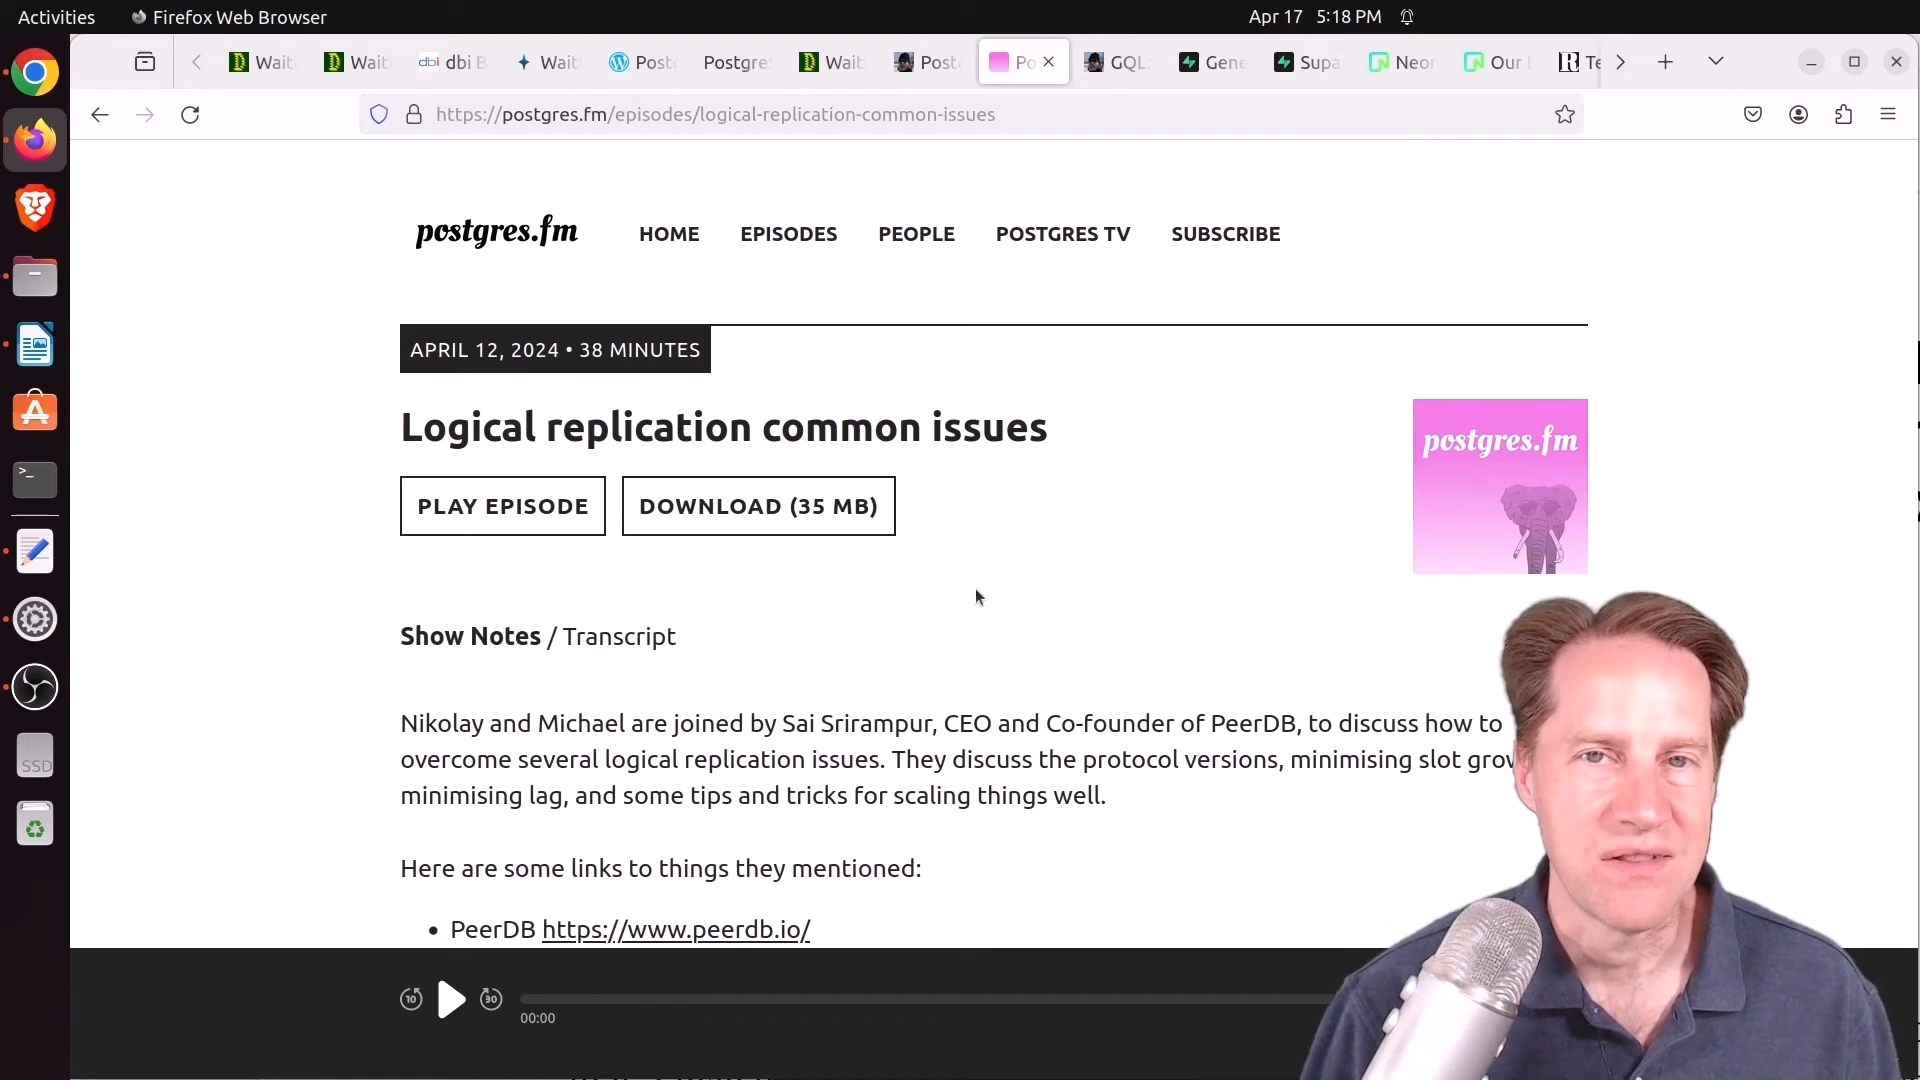 Activities
Firefox Web Browser
Apr 17 5:18 PM
Wait
Wait
dbi dbi B
Wait
Post
Postgre
Wait
Post
Po
GQL
Gene
Supa
Neor
Our
Te
https://postgres.fm/episodes/logical-replication-common-issues
postgres.fm
HOME
EPISODES
PEOPLE
POSTGRES TV
SUBSCRIBE
APRIL 12, 2024 • 38 MINUTES
Logical replication common issues
postgres.fm
PLAY EPISODE
DOWNLOAD (35 MB)
Show Notes / Transcript
Nikolay and Michael are joined by Sai Srirampur, CEO and Co-founder of PeerDB, to discuss how to
overcome several logical replication issues. They discuss the protocol versions, minimising slot grow
minimising lag, and some tips and tricks for scaling things well.
Here are some links to things they mentioned:
• PeerDB https://www.peerdb.io/
10
30
00:00
SSD